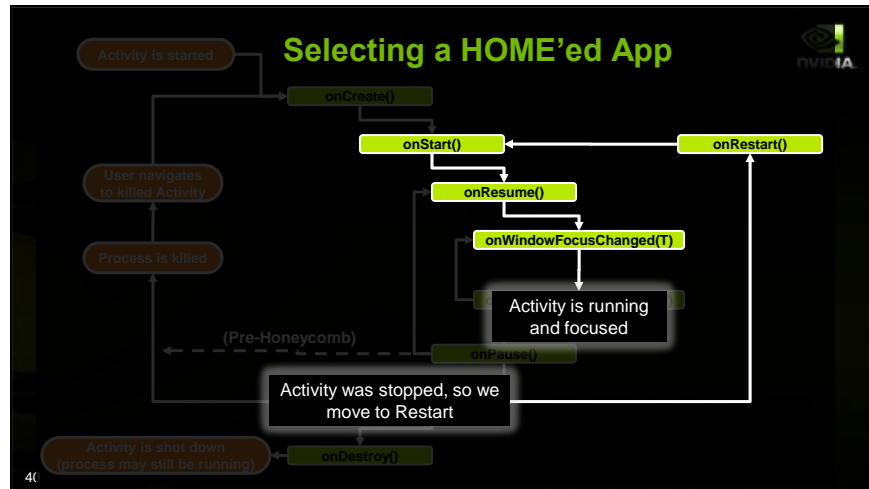 Selecting a HOME'ed App
NVIDIA
Activity is started
onCreate()
onStart()
onRestart()
User navigates
to killed Activity
onResume()
onWindowFocusChanged(T)
Process is killed
Activity is running
and focused
(Pre-Honeycomb)
onPause()
Activity was stopped, so we
move to Restart
Activity is shut down
(process may still be running)
onDestroy()
40